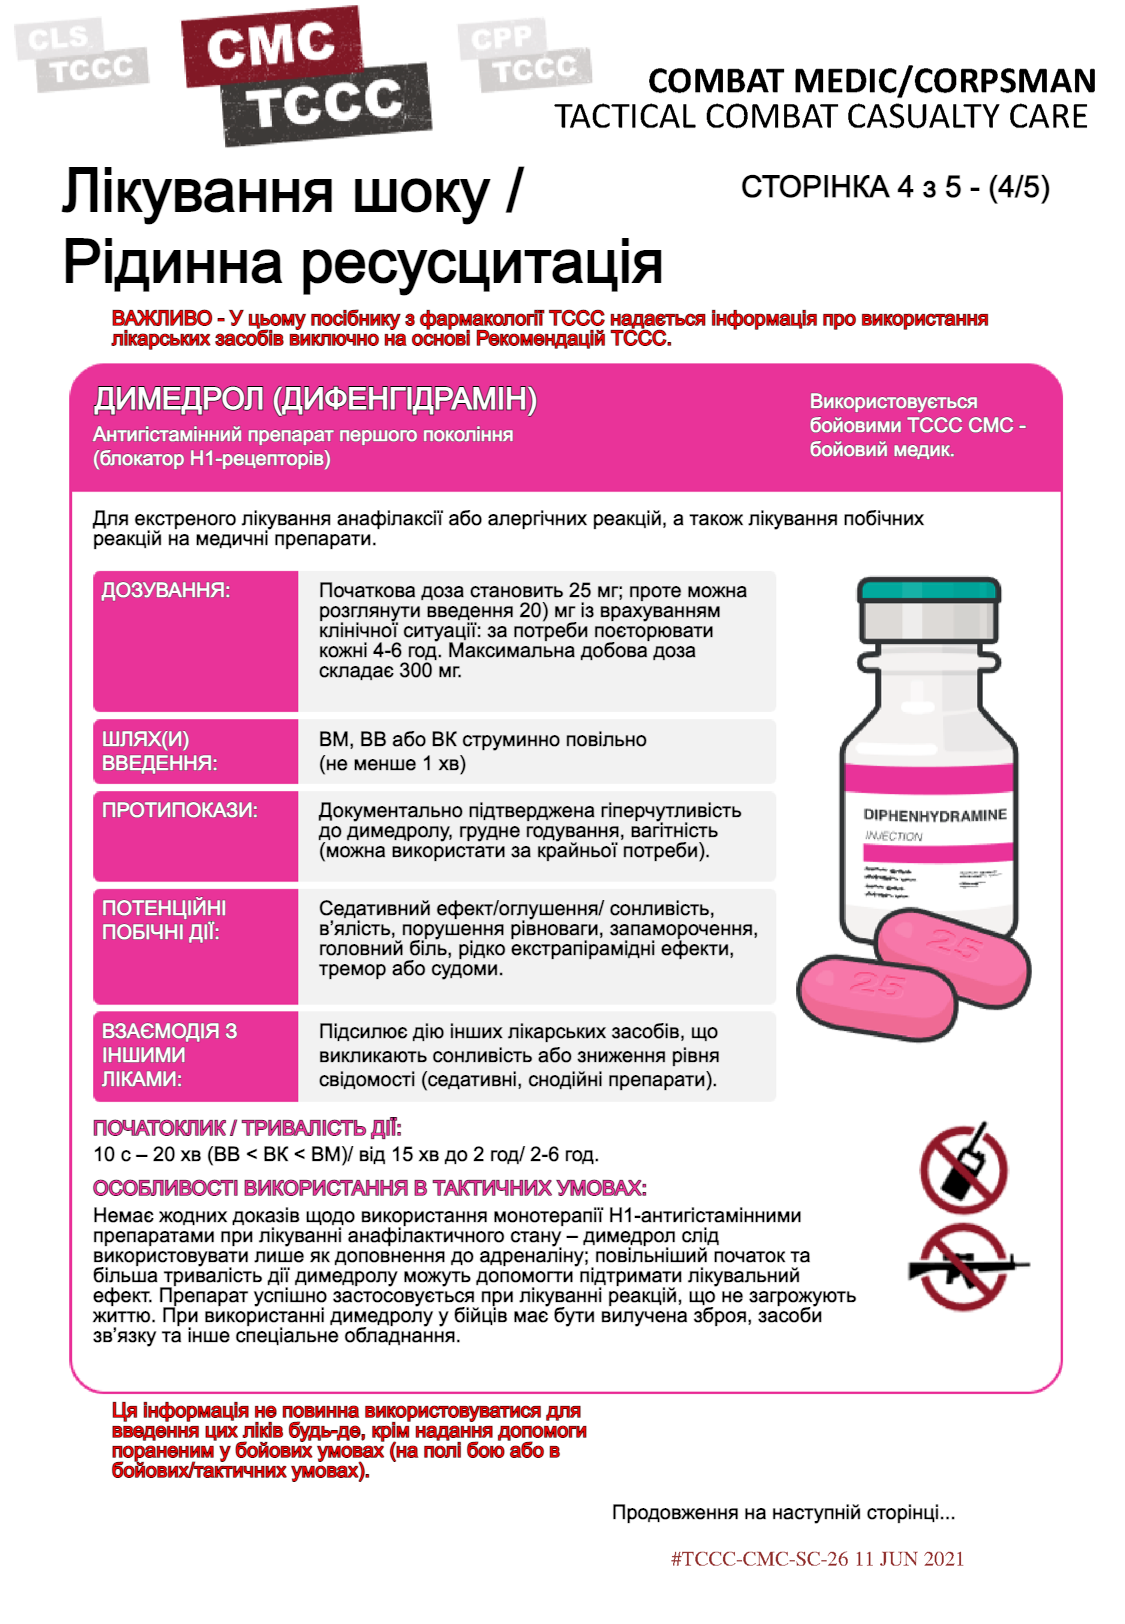 CLS
TCCC
CMC
TCCC
CPP
TCCC
COMBAT MEDIC/CORPSMAN
TACTICAL COMBAT CASUALTY CARE
Лікування шоку /
Рідинна ресусцитація
СТОРІНКА 4 з 5 - (4/5)
ВАЖЛИВО - У цьому посібнику з фармакології ТССС надається інформація про використання
лікарських засобів виключно на основі Рекомендацій ТССС.
ДИМЕДРОЛ (ДИФЕНГІДРАМІН)
Антигістамінний препарат першого покоління
(блокатор Н1-рецепторів)
Використовується
бойовими ТССС СМС -
бойовий медик.
Для екстреного лікування анафілаксії або алергічних реакцій, а також лікування побічних
реакцій на медичні препарати.
ДОЗУВАННЯ:
Початкова доза становить 25 мг; проте можна
розглянути введення 20) мг із врахуванням
клінічної ситуації: за потреби поєторювати
кожні 4-6 год. Максимальна добова доза
складає 300 мг.
ШЛЯХ(И)
ВВЕДЕННЯ:
ВМ, ВВ або ВК струминно повільно
(не менше 1 хв)
ПРОТИПОКАЗИ:
Документально підтверджена гіперчутливість
до димедролу, грудне годування, вагітність
(можна використати за крайньої потреби).
ПОТЕНЦІЙНІ
ПОБІЧНІ ДІЇ:
Седативний ефект/оглушення/ сонливість,
в’ялість, порушення рівноваги, запаморочення,
головний біль, рідко екстрапірамідні ефекти,
тремор або судоми.
ВЗАЄМОДІЯ З
ІНШИМИ
ЛІКАМИ:
Підсилює дію інших лікарських засобів, що
викликають сонливість або зниження рівня
свідомості (седативні, снодійні препарати).
DIPHENHYDRAMINE
INJECTION
25
25
ПОЧАТОКЛИК / ТРИВАЛІСТЬ ДІЇ:
10 с – 20 хв (ВВ < ВК < ВМ)/ від 15 хв до 2 год/ 2-6 год.
ОСОБЛИВОСТІ ВИКОРИСТАННЯ В ТАКТИЧНИХ УМОВАХ:
Немає жодних доказів щодо використання монотерапії Н1-антигістамінними
препаратами при лікуванні анафілактичного стану – димедрол слід
використовувати лише як доповнення до адреналіну; повільніший початок та
більша тривалість дії димедролу можуть допомогти підтримати лікувальний
ефект. Препарат успішно застосовується при лікуванні реакцій, що не загрожують
життю. При використанні димедролу у бійців має бути вилучена зброя, засоби
зв’язку та інше спеціальне обладнання.
Ця інформація не повинна використовуватися для
введення цих ліків будь-де, крім надання допомоги
пораненим у бойових умовах (на полі бою або в
бойових/тактичних умовах).
Продовження на наступній сторінці...
#TCCC-CMC-SC-26 11 JUN 2021